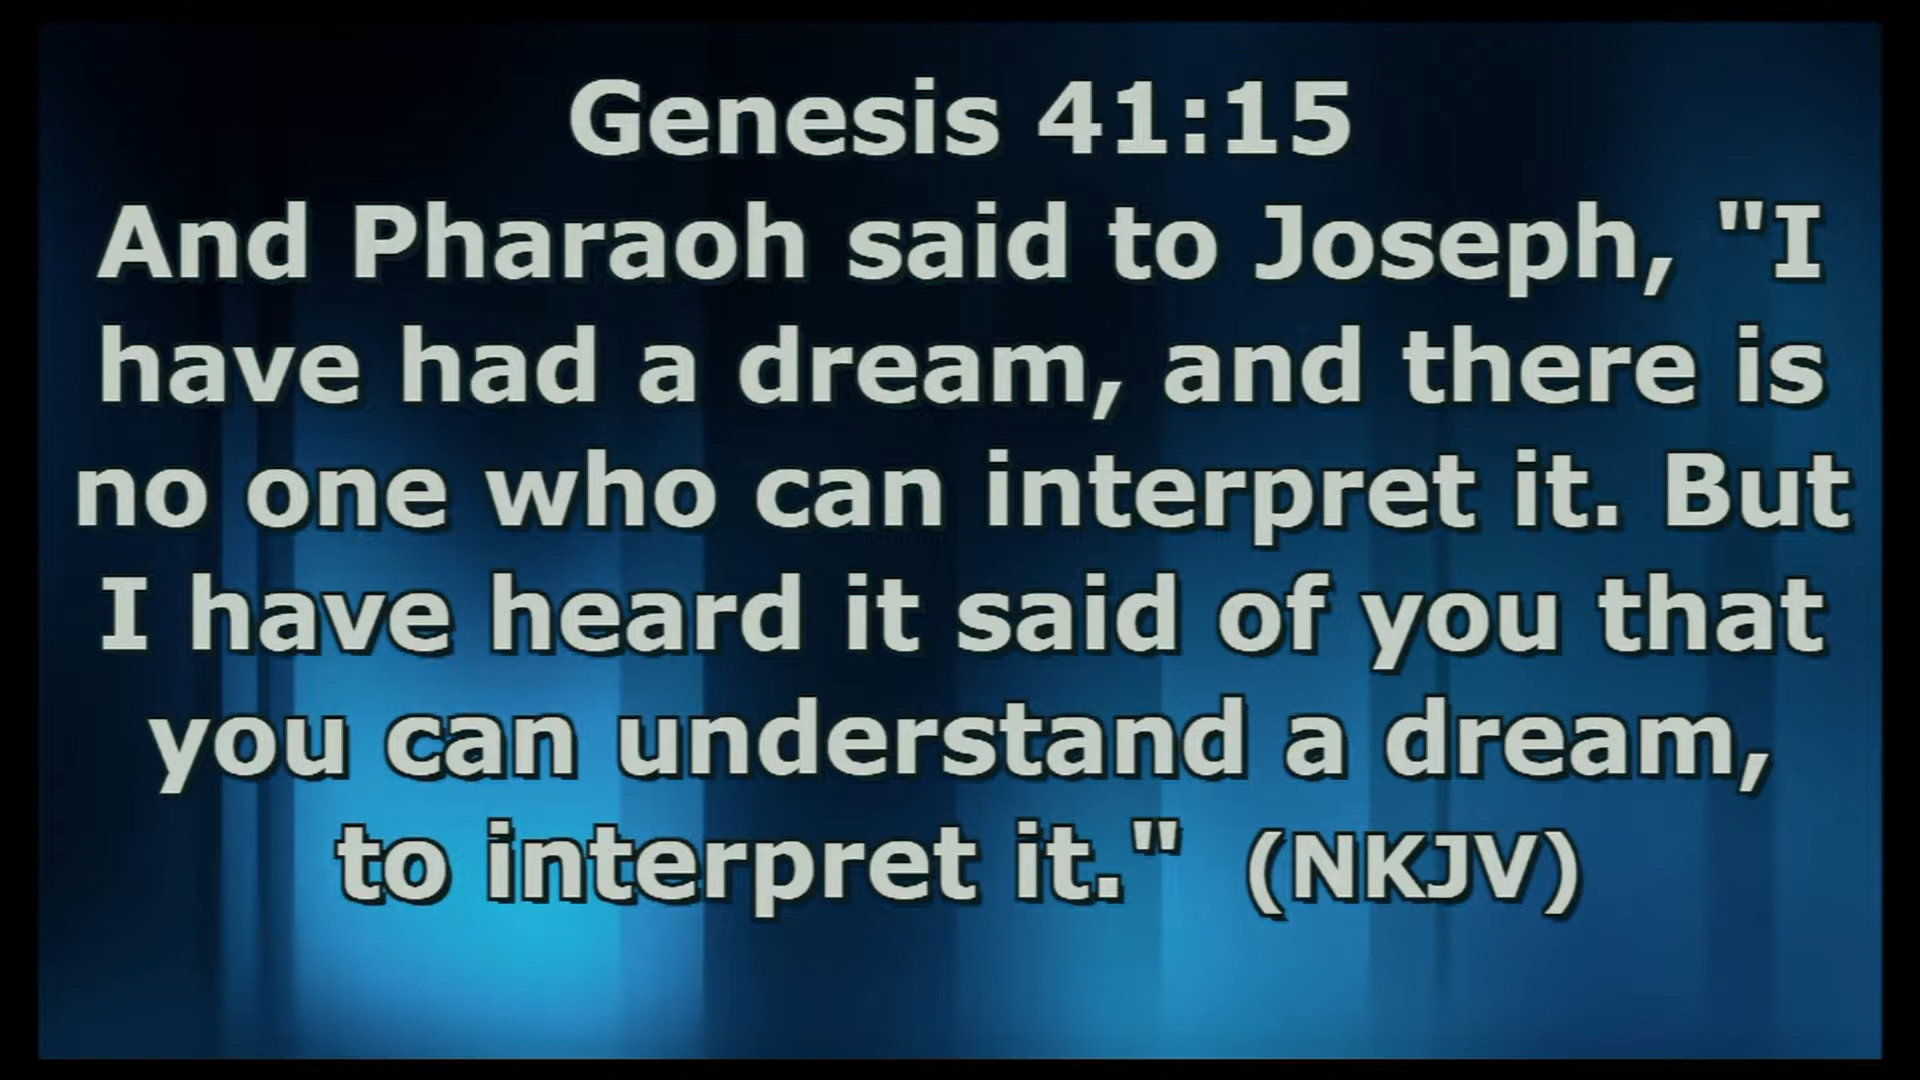 Genesis 41:15
And Pharaoh said to Joseph, "I
have had a dream, and there is
no one who can interpret it. But
I have heard it said of you that
you can understand a dream,
to interpret it."  (NKJV)